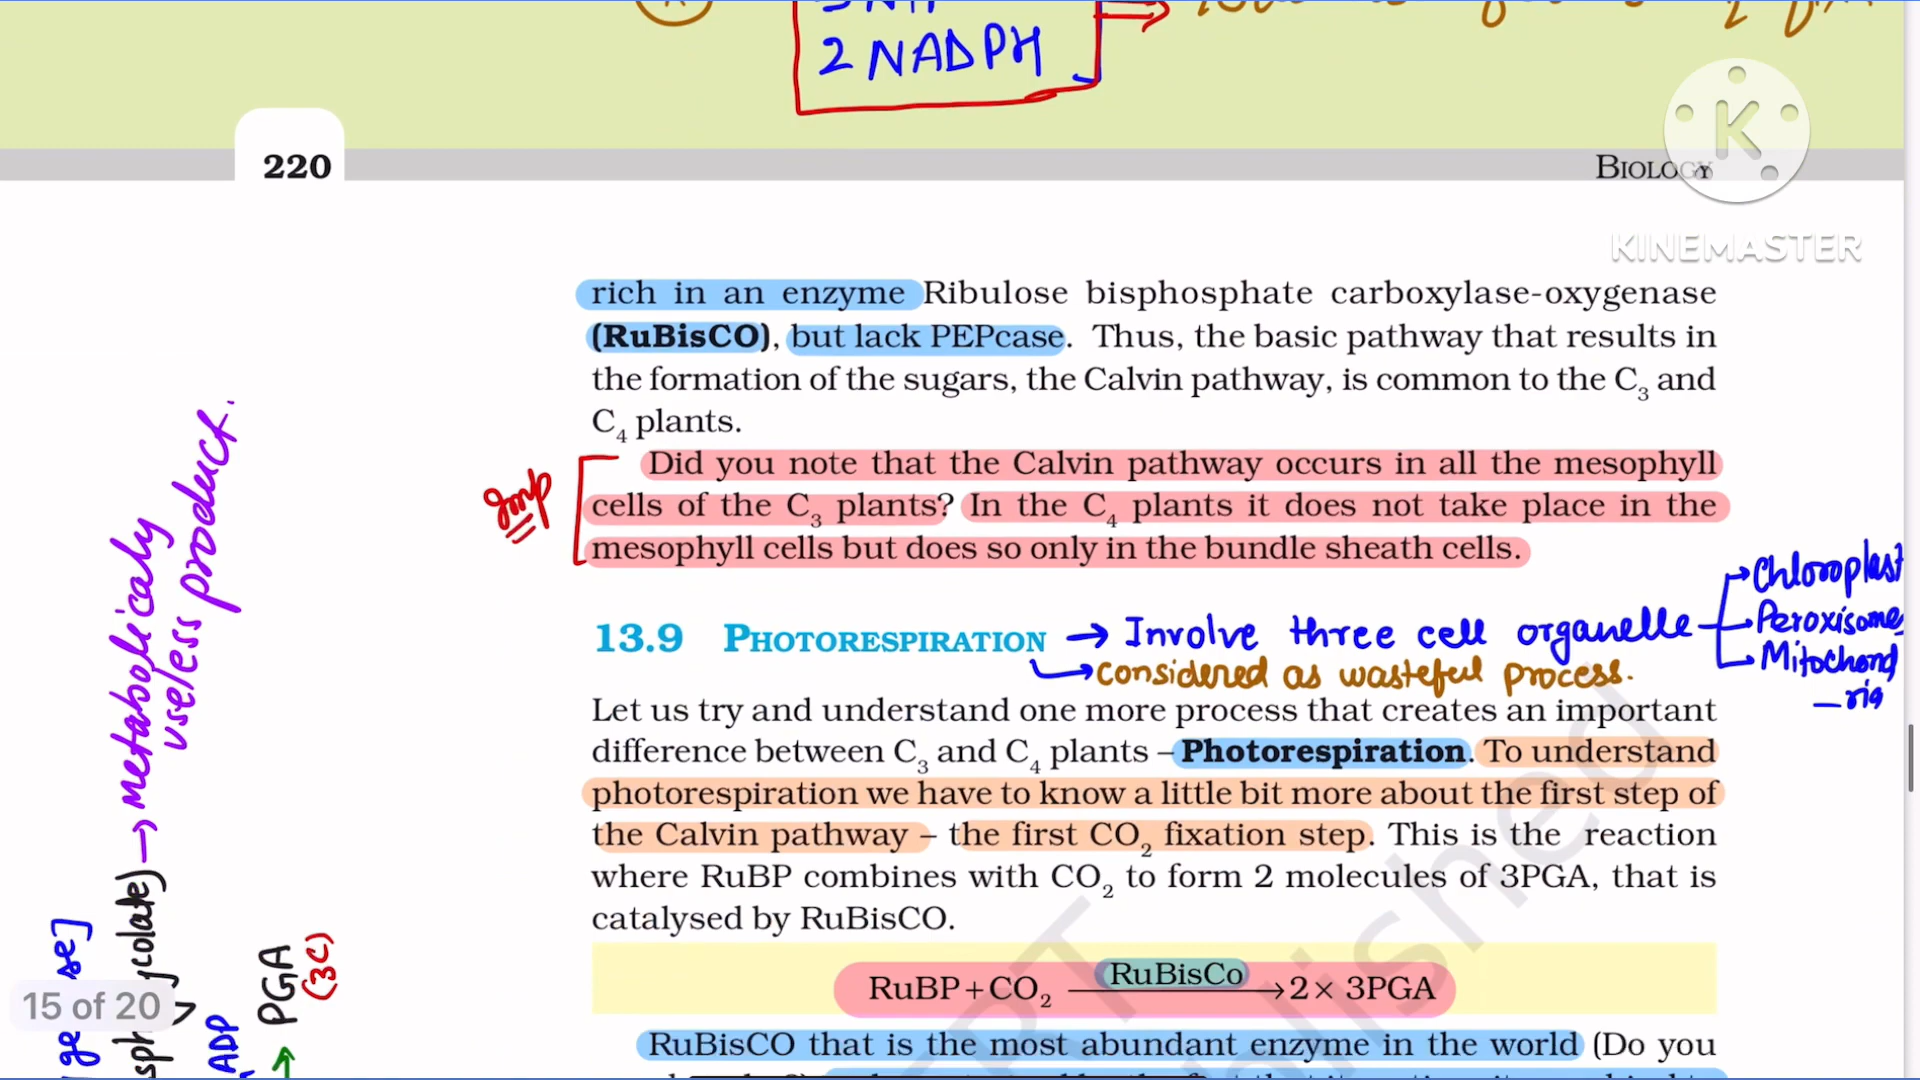 2 NADPH
220
BIOLOGY
K
KINEMASTER
rich in an enzyme Ribulose bisphosphate carboxylase-oxygenase
(RuBisCO), but lack PEPcase. Thus, the basic pathway that results in
the formation of the sugars, the Calvin pathway, is common to the C₃ and
C₄ plants.
Imp
Did you note that the Calvin pathway occurs in all the mesophyll
cells of the C₃ plants? In the C₄ plants it does not take place in the
mesophyll cells but does so only in the bundle sheath cells.
13.9 PHOTORESPIRATION → Involve three cell organelle
→ Chloroplast
→ Peroxisome
→ Mitochond
-ria
→ considered as wasteful process.
Let us try and understand one more process that creates an important
difference between C₃ and C₄ plants – Photorespiration. To understand
photorespiration we have to know a little bit more about the first step of
the Calvin pathway – the first CO₂ fixation step. This is the reaction
where RuBP combines with CO₂ to form 2 molecules of 3PGA, that is
catalysed by RuBisCO.
RuBisCo
RuBP+CO₂ → 2× 3PGA
RuBisCO that is the most abundant enzyme in the world (Do you
→ metabolicaly
useless product.
PGA
(3C)
ADP
15 of 20